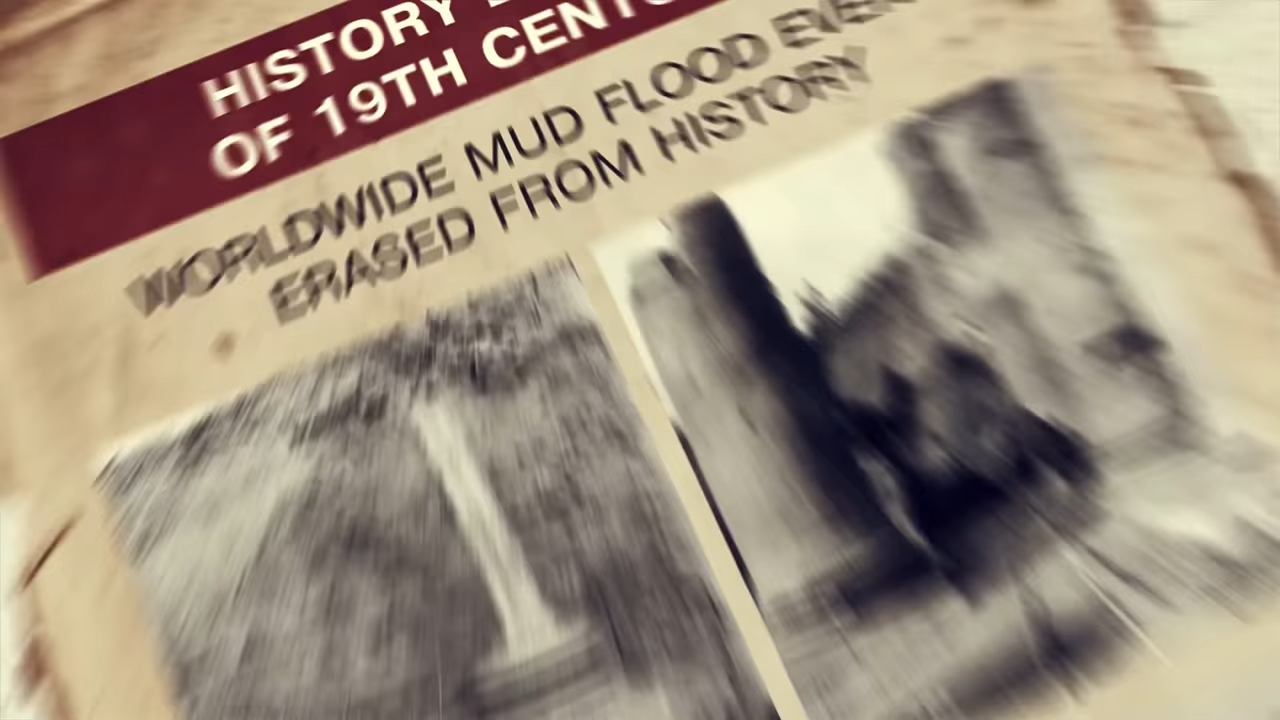 HISTORY
OF 19TH
WORLDWIDE MUD FLOOD
ERASED FROM HISTORY